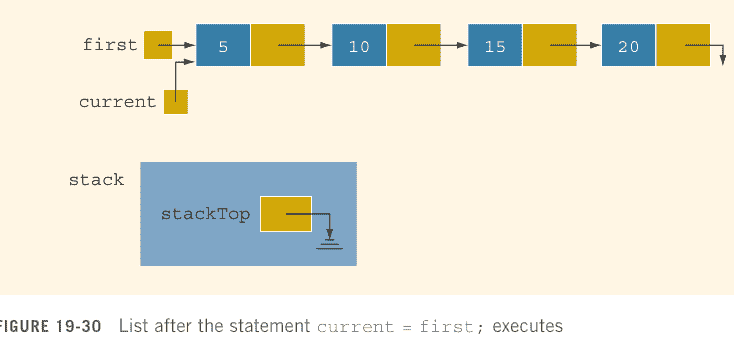 first 5 10 15 20
current
stack
stackTop
FIGURE 19-30 List after the statement current = first; executes